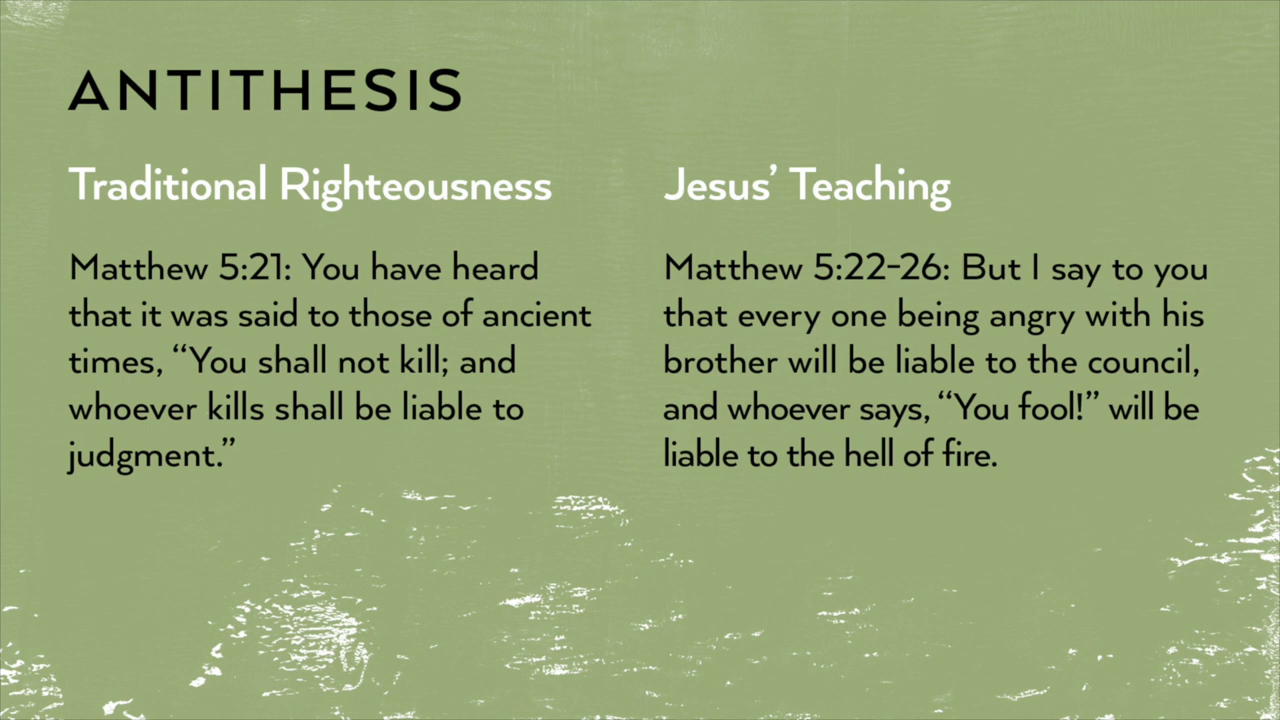 ANTITHESIS
Traditional Righteousness
Matthew 5:21: You have heard
that it was said to those of ancient
times, “You shall not kill; and
whoever kills shall be liable to
judgment.”
Jesus’ Teaching
Matthew 5:22–26: But I say to you
that every one being angry with his
brother will be liable to the council,
and whoever says, “You fool!” will be
liable to the hell of fire.